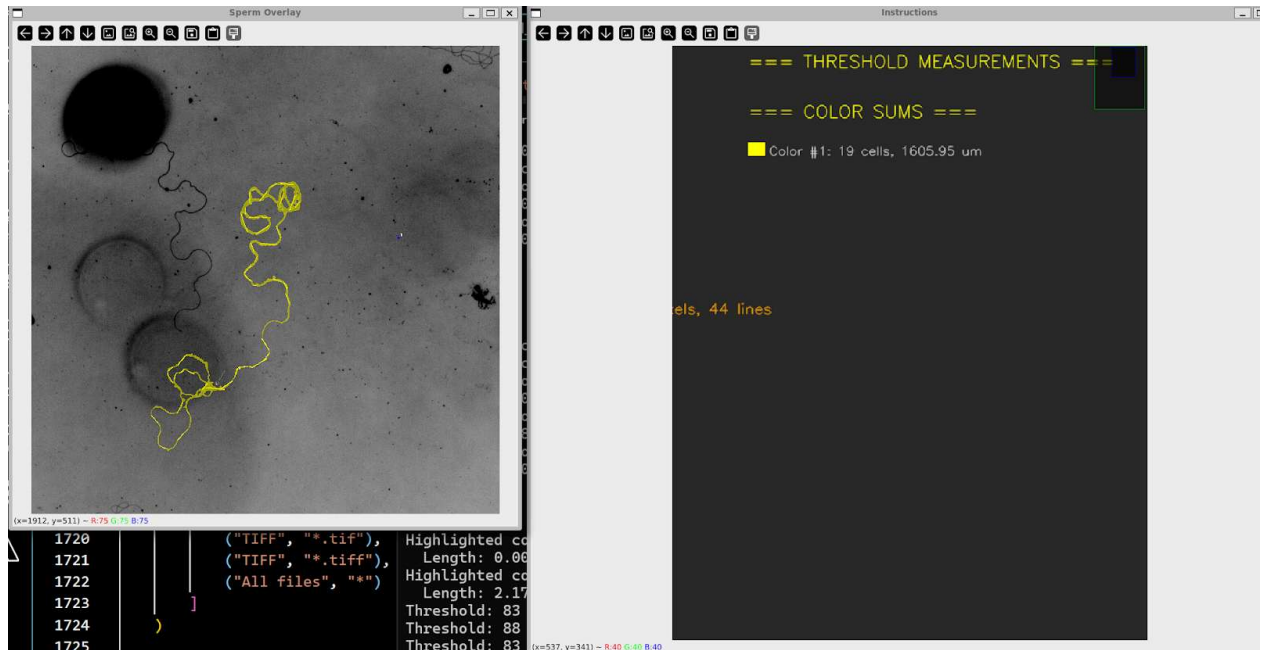 Sperm Overlay
Instructions
=== THRESHOLD MEASUREMENTS ===
=== COLOR SUMS ===
Color #1: 19 cells, 1605.95 um
els, 44 lines
(x=1912, y=511) ~ R:75 G:75 B:75
1720 ("TIFF", "*.tif"),
1721 ("TIFF", "*.tiff"),
1722 ("All files", "*")
1723 ]
1724 )
1725
Highlighted co
Length: 0.00
Highlighted co
Length: 2.17
Threshold: 83
Threshold: 88
Threshold: 83
(x=537, y=341) ~ R:40 G:40 B:40